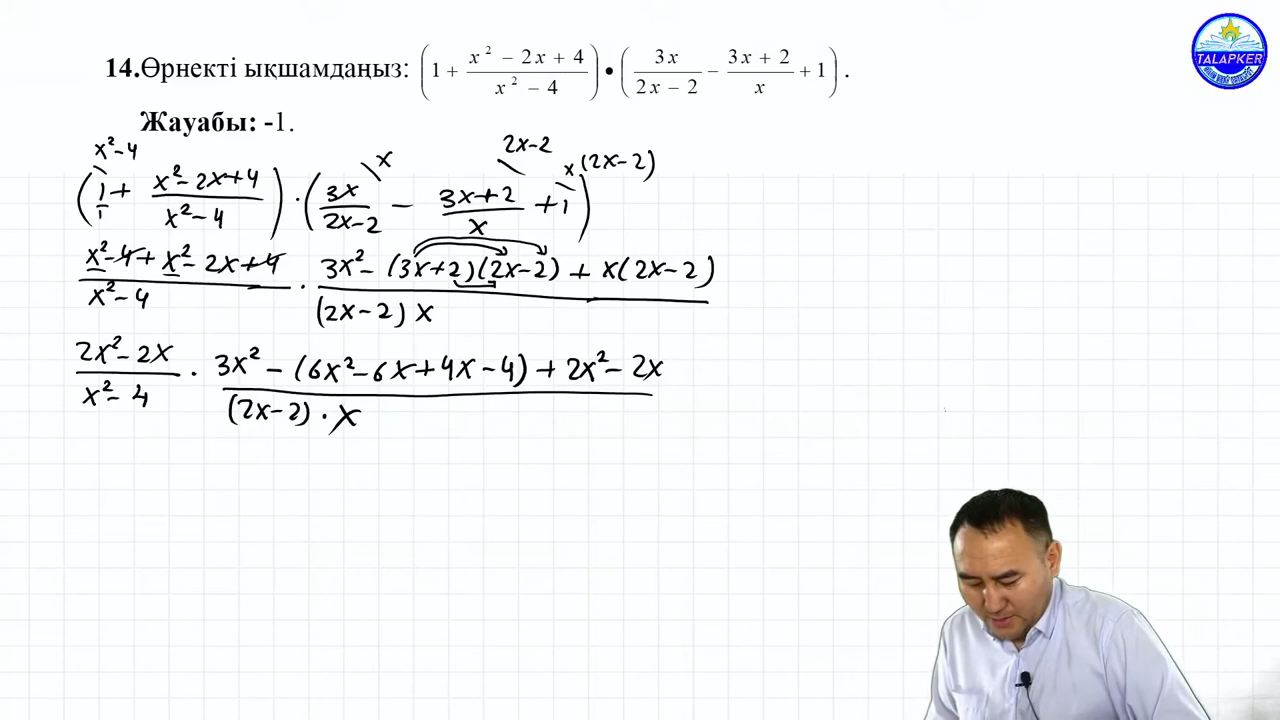 TALAPKER
14.Өрнекті ықшамдаңыз: (1 + (x² − 2x + 4)/(x² − 4)) • (3x/(2x − 2) − (3x + 2)/x + 1).
Жауабы: -1.
x²-4 x 2x-2 x(2x-2)
(1/1 + (x²-2x+4)/(x²-4)) · (3x/(2x-2) − (3x+2)/x + 1)
(x²-4+x²-2x+4)/(x²-4) · (3x²-(3x+2)(2x-2)+x(2x-2))/((2x-2)x)
(2x²-2x)/(x²-4) · (3x²-(6x²-6x+4x-4)+2x²-2x)/((2x-2)·x)